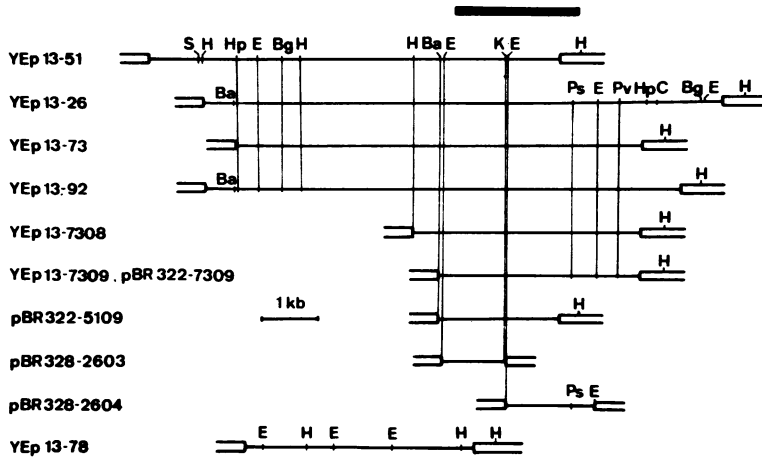 S H Hp E Bg H H Ba E K E H
YEp 13-51
Ba Ps E Pv Hp C Bg E H
YEp 13-26
H
YEp 13-73
Ba H
YEp 13-92
H
YEp 13-7308
H
YEp 13-7309, pBR 322-7309
1 kb
H
pBR322-5109
pBR328-2603
Ps E
pBR328-2604
E H E E H H
YEp 13-78